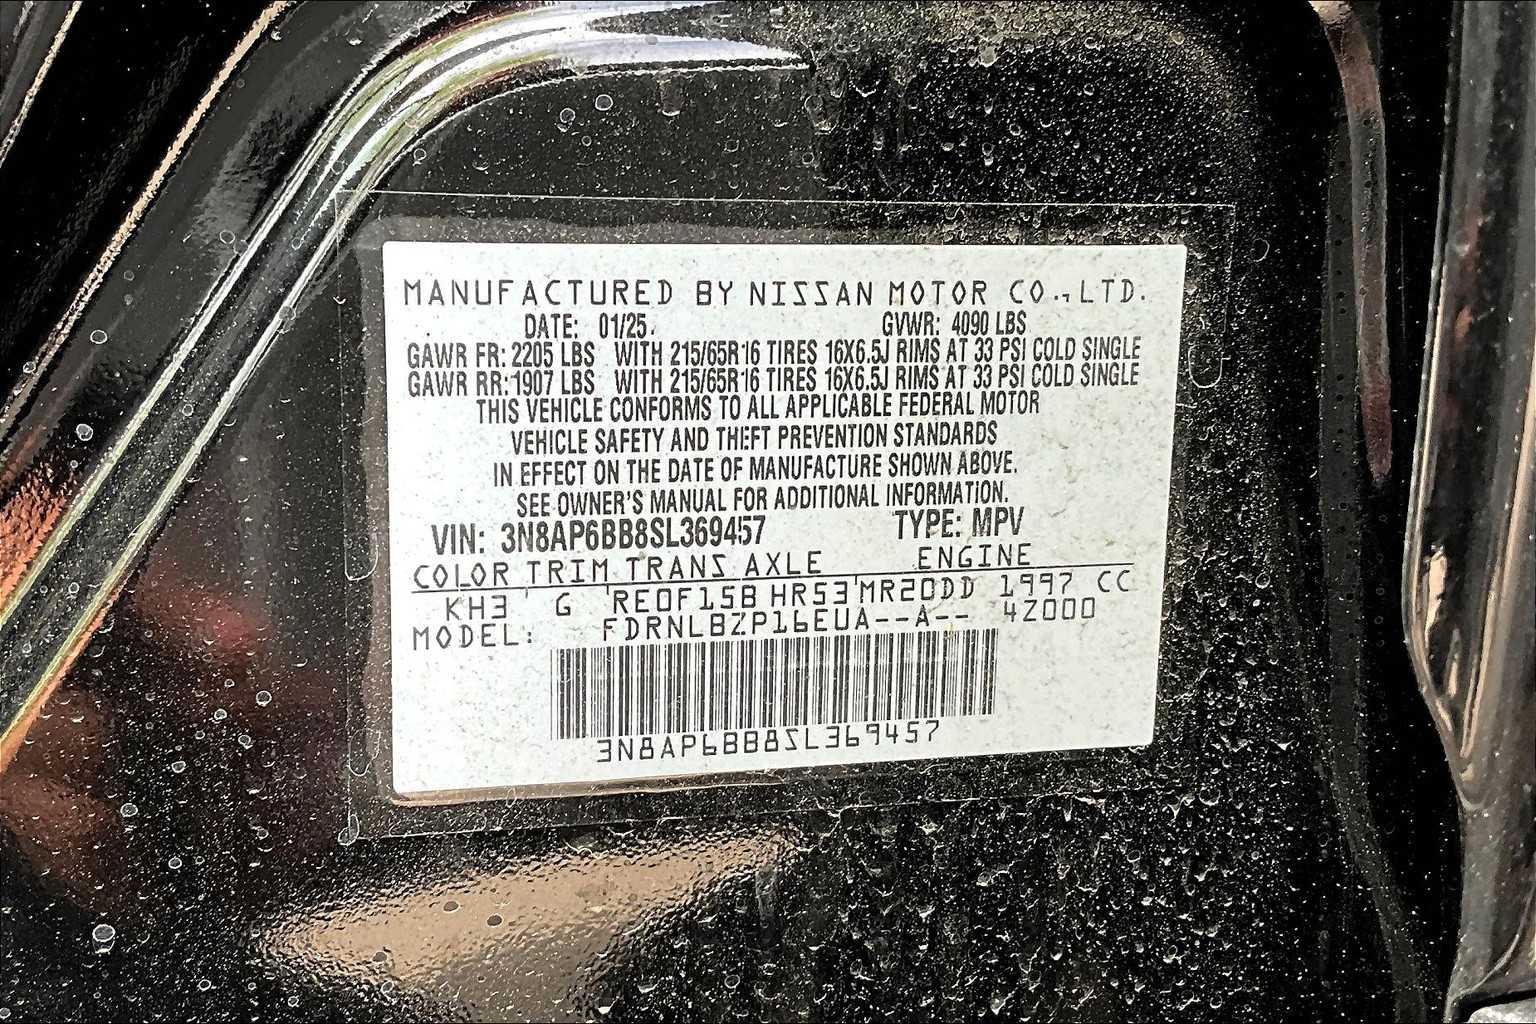 MANUFACTURED BY NISSAN MOTOR CO., LTD.
DATE: 01/25. GVWR: 4090 LBS
GAWR FR: 2205 LBS WITH 215/65R16 TIRES 16X6.5J RIMS AT 33 PSI COLD SINGLE
GAWR RR: 1907 LBS WITH 215/65R16 TIRES 16X6.5J RIMS AT 33 PSI COLD SINGLE
THIS VEHICLE CONFORMS TO ALL APPLICABLE FEDERAL MOTOR
VEHICLE SAFETY AND THEFT PREVENTION STANDARDS
IN EFFECT ON THE DATE OF MANUFACTURE SHOWN ABOVE.
SEE OWNER'S MANUAL FOR ADDITIONAL INFORMATION.
VIN: 3N8AP6BB8SL369457 TYPE: MPV
COLOR TRIM TRANS AXLE ENGINE
KH3 G RE0F15B HR53 MR20DD 1997 CC
MODEL: FDRNLBZP16EUA--A-- 4Z000
3N8AP6BB8SL369457